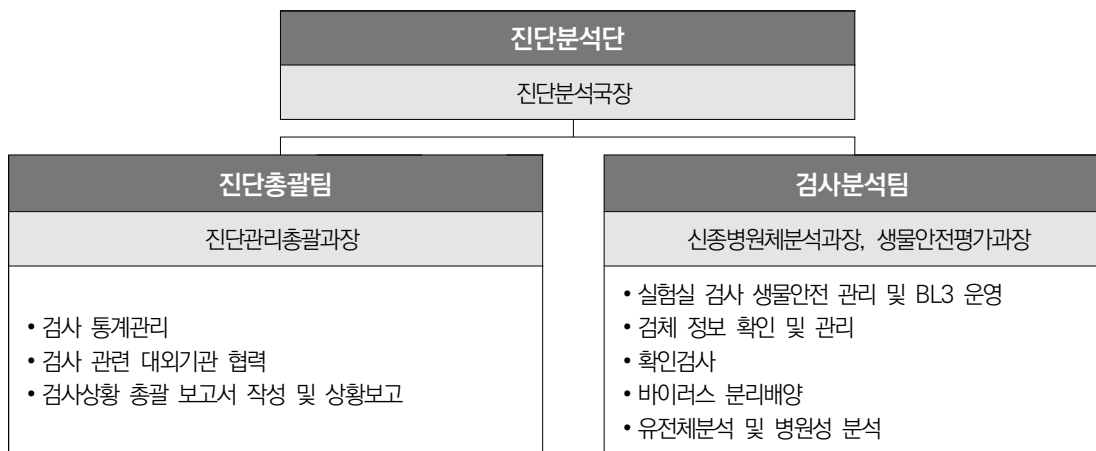 진단분석단
진단분석국장
진단총괄팀
진단관리총괄과장
• 검사 통계관리
• 검사 관련 대외기관 협력
• 검사상황 총괄 보고서 작성 및 상황보고
검사분석팀
신종병원체분석과장, 생물안전평가과장
• 실험실 검사 생물안전 관리 및 BL3 운영
• 검체 정보 확인 및 관리
• 확인검사
• 바이러스 분리배양
• 유전체분석 및 병원성 분석